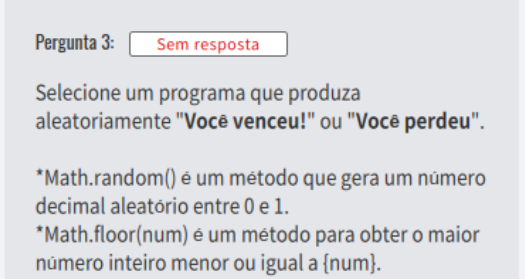 Pergunta 3: Sem resposta
Selecione um programa que produza
aleatoriamente "Você venceu!" ou "Você perdeu".
*Math.random() é um método que gera um número
decimal aleatório entre 0 e 1.
*Math.floor(num) é um método para obter o maior
número inteiro menor ou igual a {num}.